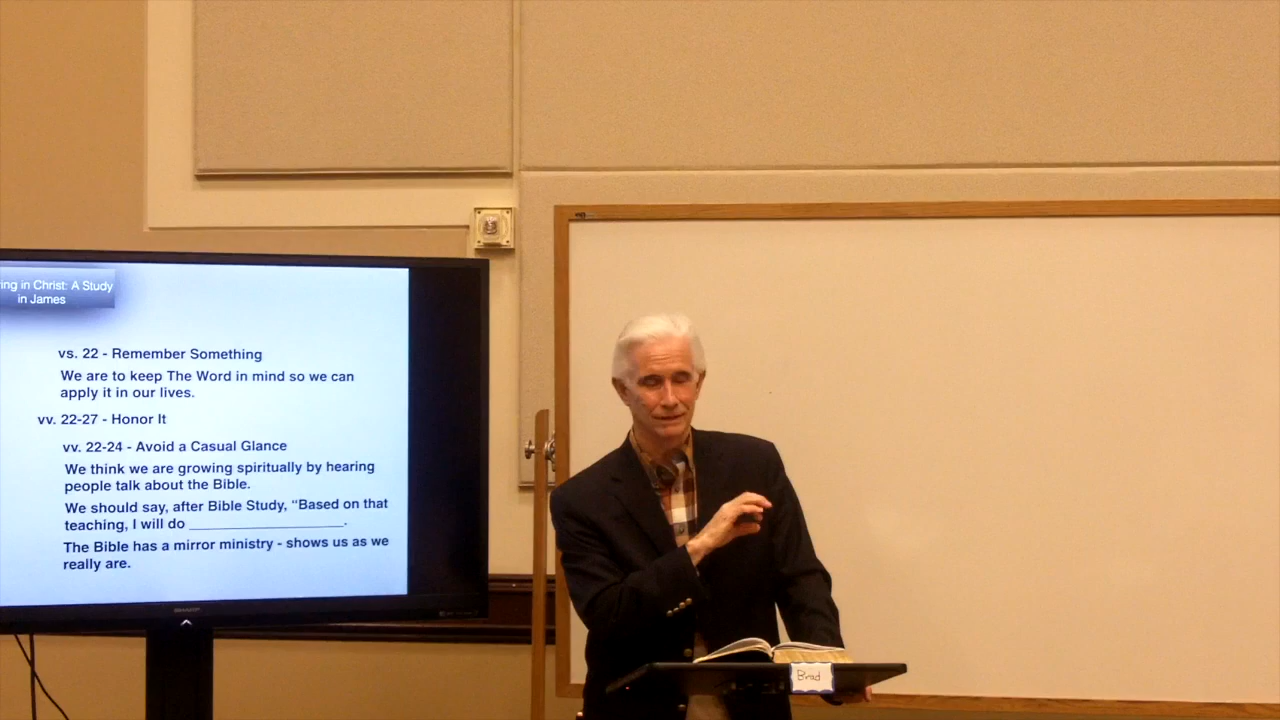 ing in Christ: A Study
in James
vs. 22 - Remember Something
We are to keep The Word in mind so we can
apply it in our lives.
vv. 22-27 - Honor It
vv. 22-24 - Avoid a Casual Glance
We think we are growing spiritually by hearing
people talk about the Bible.
We should say, after Bible Study, “Based on that
teaching, I will do ____________________.
The Bible has a mirror ministry - shows us as we
really are.
SHARP
Brad